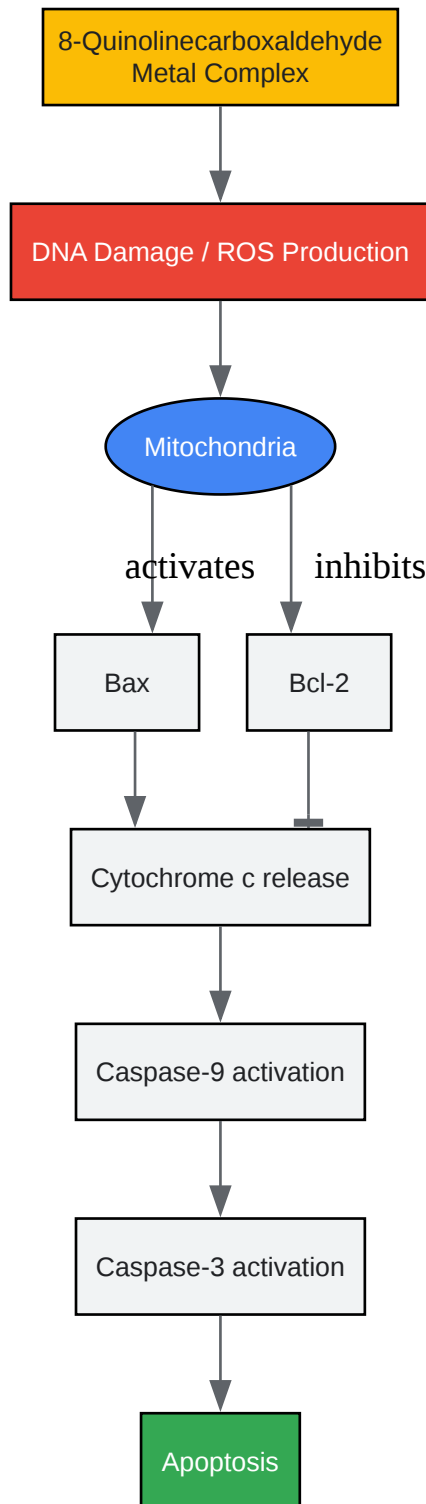 8-Quinolinecarboxaldehyde
Metal Complex
DNA Damage / ROS Production
Mitochondria
activates
inhibits
Bax
Bcl-2
Cytochrome c release
Caspase-9 activation
Caspase-3 activation
Apoptosis